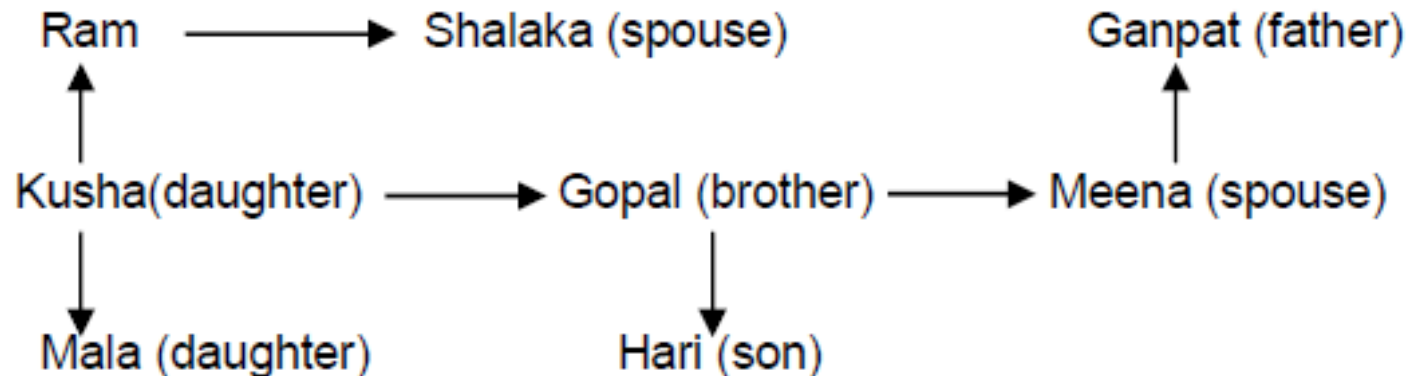 Ram Shalaka (spouse) Ganpat (father)
Kusha(daughter) Gopal (brother) Meena (spouse)
Mala (daughter) Hari (son)